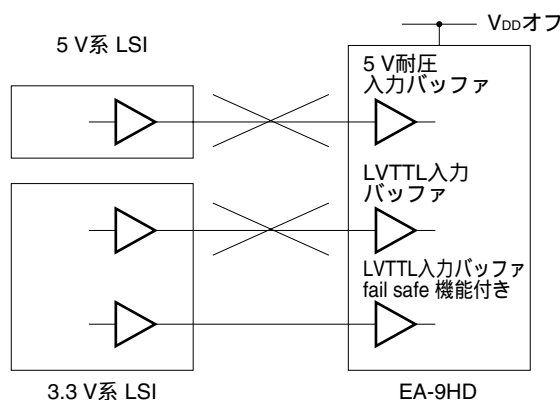 VDDオフ
5 V系 LSI
5 V耐圧
入力バッファ
LVTTL入力
バッファ
LVTTL入力バッファ
fail safe 機能付き
3.3 V系 LSI
EA-9HD